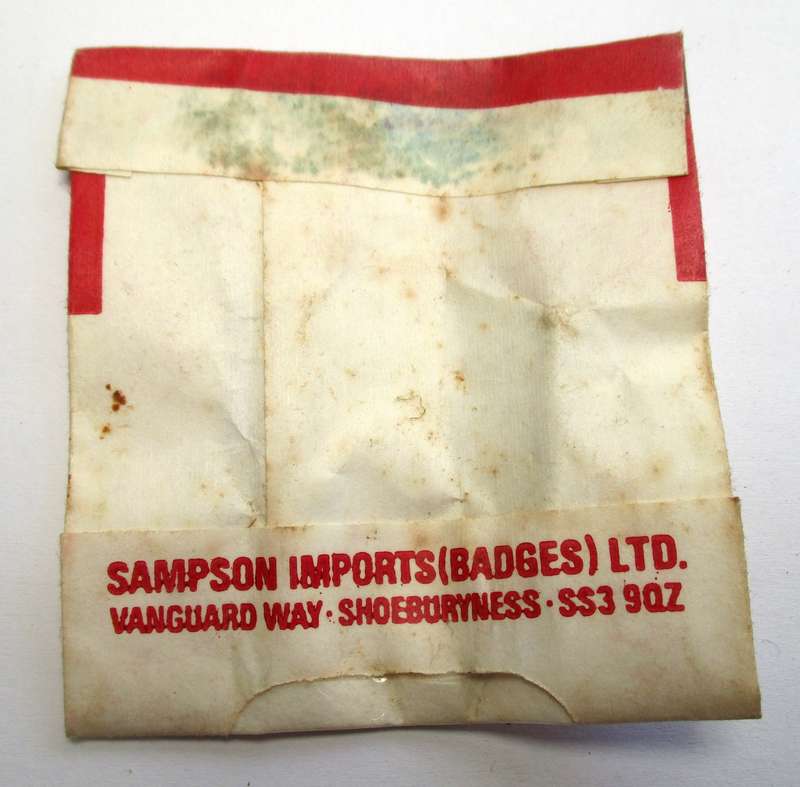 SAMPSON IMPORTS(BADGES) LTD.
VANGUARD WAY · SHOEBURYNESS · SS3 9QZ